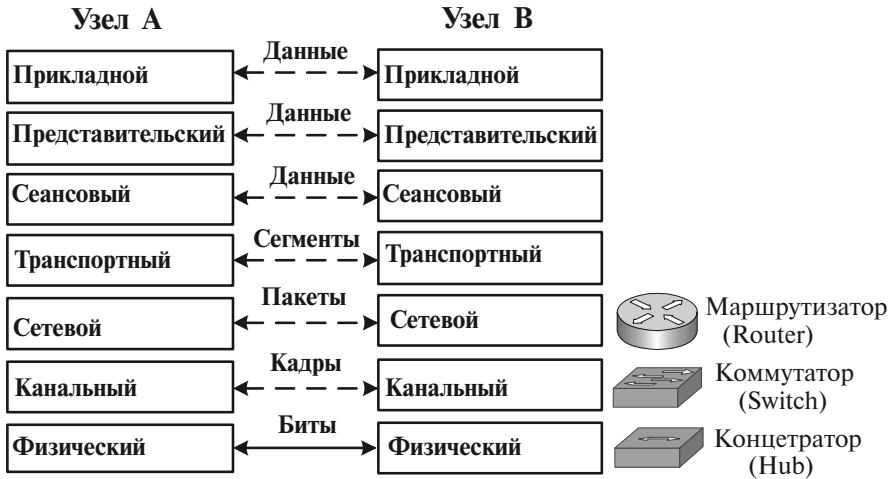 Узел А Узел В
Данные
Прикладной Прикладной
Данные
Представительский Представительский
Данные
Сеансовый Сеансовый
Сегменты
Транспортный Транспортный
Пакеты
Сетевой Сетевой
Маршрутизатор
(Router)
Кадры
Канальный Канальный
Коммутатор
(Switch)
Биты
Физический Физический
Концетратор
(Hub)